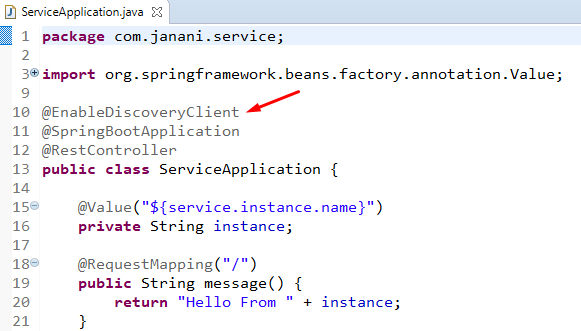 ServiceApplication.java
1 package com.janani.service;
2
3 import org.springframework.beans.factory.annotation.Value;
9
10 @EnableDiscoveryClient
11 @SpringBootApplication
12 @RestController
13 public class ServiceApplication {
14
15 @Value("${service.instance.name}")
16 private String instance;
17
18 @RequestMapping("/")
19 public String message() {
20 return "Hello From " + instance;
21 }